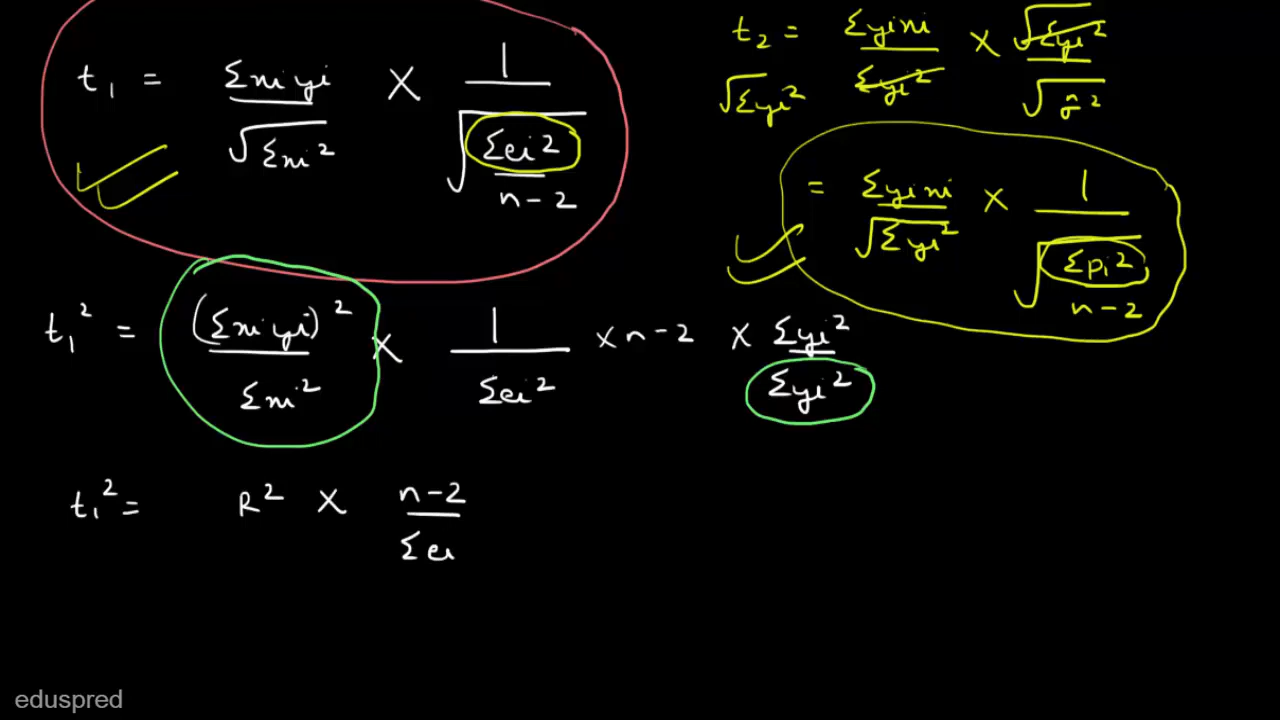 t₁ = Σxiyi / √Σxi² × 1 / √(Σei² / n-2)
t₂ = Σyixi / Σyi² × √Σyi² / √σ̂²
√Σyi²
= Σyixi / √Σyi² × 1 / √(Σpi² / n-2)
t₁² = (Σxiyi)² / Σxi² × 1 / Σei² × n-2 × Σyi² / Σyi²
t₁² = R² × n-2 / Σei
eduspred